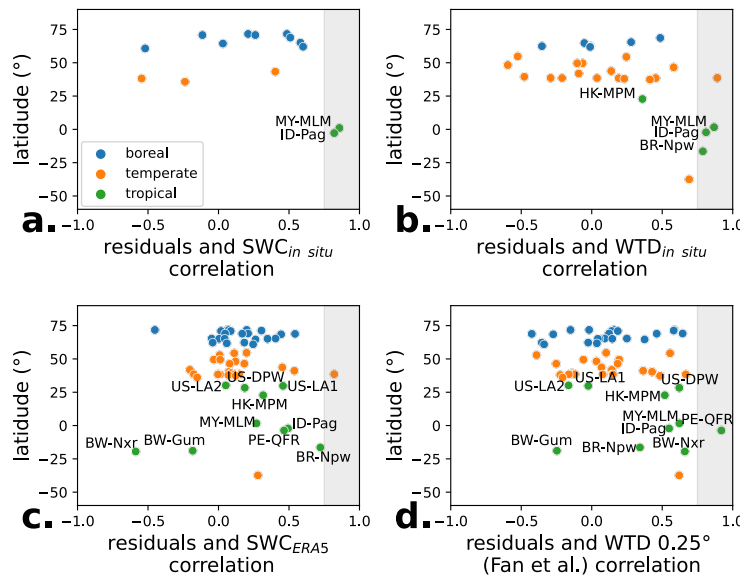 75
50
25
0
−25
−50
−1.0
−0.5
0.0
0.5
1.0
latidude (°)
MY-MLM
ID-Pag
boreal
temperate
tropical
a.
residuals and SWC in situ
correlation
75
50
25
0
−25
−50
−1.0
−0.5
0.0
0.5
1.0
latidude (°)
HK-MPM
MY-MLM
ID-Pag
BR-Npw
b.
residuals and WTD in situ
correlation
75
50
25
0
−25
−50
−1.0
−0.5
0.0
0.5
1.0
latidude (°)
US-DPW
US-LA2
US-LA1
HK-MPM
MY-MLM
ID-Pag
PE-QFR
BW-Gum
BW-Nxr
BR-Npw
c.
residuals and SWC ERA5
correlation
75
50
25
0
−25
−50
−1.0
−0.5
0.0
0.5
1.0
latidude (°)
US-LA2
US-LA1
US-DPW
HK-MPM
MY-MLM
PE-QFR
ID-Pag
BW-Gum
BR-Npw
BW-Nxr
d.
residuals and WTD 0.25°
(Fan et al.) correlation